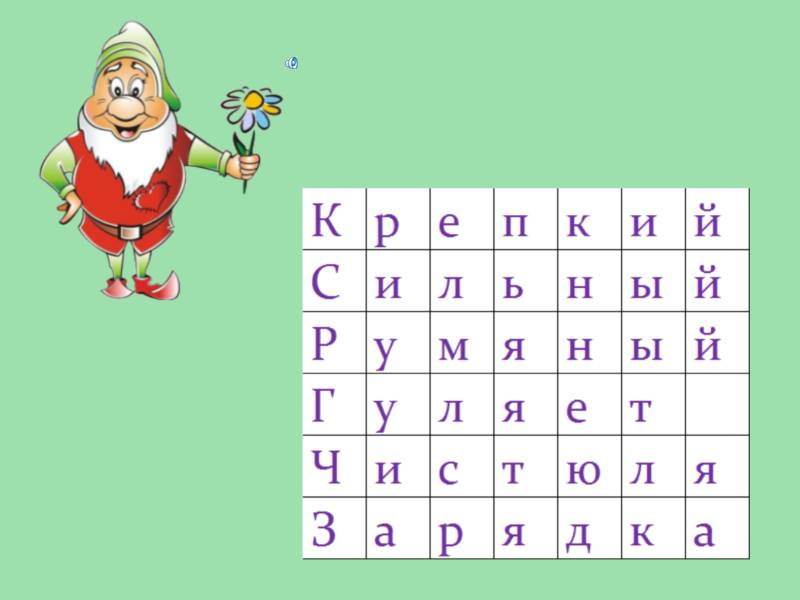 Крепкий
Сильный
Румяный
Гуляет
Чистюля
Зарядка